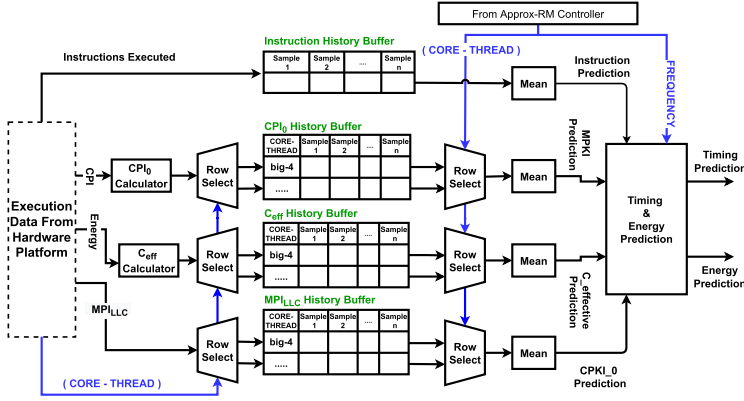 From Approx-RM Controller
Instructions Executed
Instruction History Buffer
( CORE - THREAD )
Instruction
Prediction
FREQUENCY
Sample
1
Sample
2
....
Sample
n
Mean
CPI0 History Buffer
MPKI
Prediction
CORE-
THREAD
Sample
1
Sample
2
....
Sample
n
big-4
.....
CPI
CPI0
Calculator
Row
Select
Row
Select
Mean
Timing
Prediction
Execution
Data From
Hardware
Platform
Timing
&
Energy
Prediction
Energy
Ceff History Buffer
CORE-
THREAD
Sample
1
Sample
2
....
Sample
n
big-4
.....
Ceff
Calculator
Row
Select
Row
Select
Mean
C_effective
Prediction
Energy
Prediction
MPILLC
MPILLC History Buffer
CORE-
THREAD
Sample
1
Sample
2
....
Sample
n
big-4
.....
Row
Select
Row
Select
Mean
CPKI_0
Prediction
( CORE - THREAD )